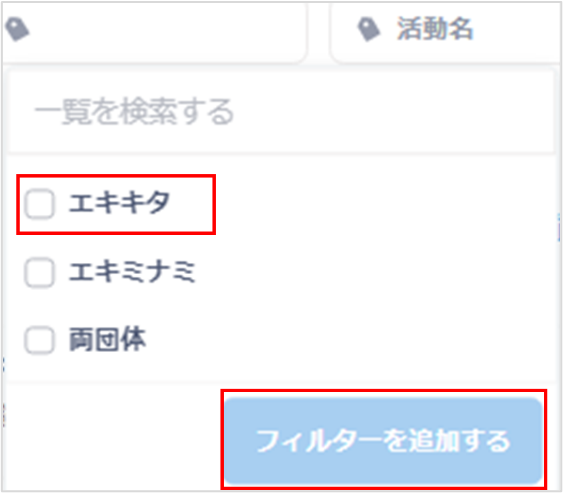 活動名
一覧を検索する
エキキタ
エキミナミ
両団体
フィルターを追加する